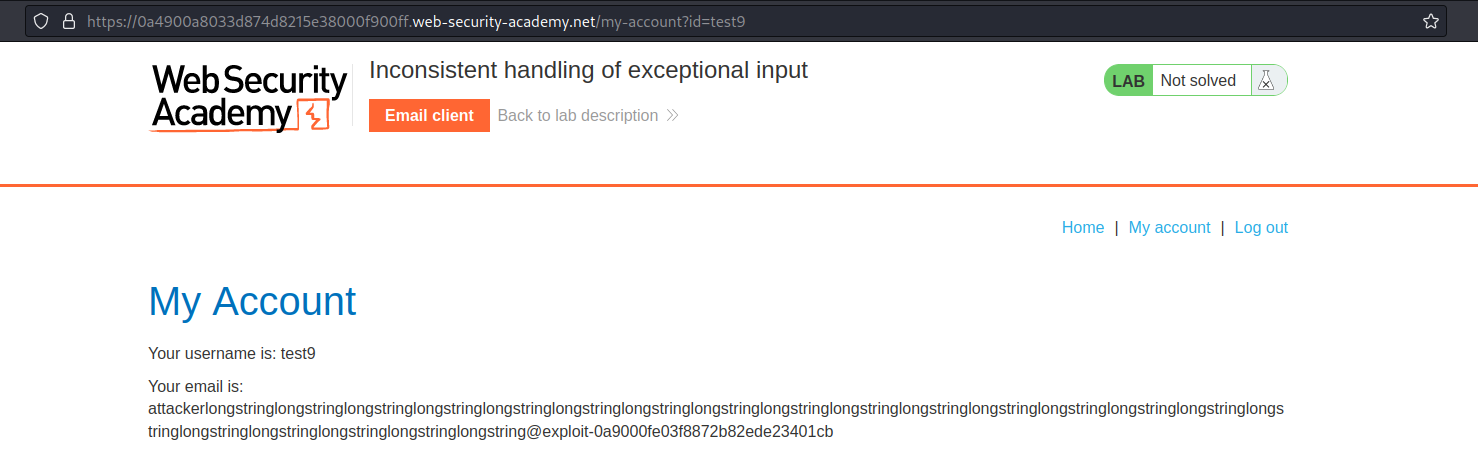 https://0a4900a8033d874d8215e38000f900ff.web-security-academy.net/my-account?id=test9
Web Security
Academy
Inconsistent handling of exceptional input
Email client
Back to lab description
LAB
Not solved
Home | My account | Log out
My Account
Your username is: test9
Your email is:
attackerlongstringlongstringlongstringlongstringlongstringlongstringlongstringlongstringlongstringlongstringlongstringlongstringlongstringlongstringlongstringlongs
tringlongstringlongstringlongstringlongstringlongstring@exploit-0a9000fe03f8872b82ede23401cb